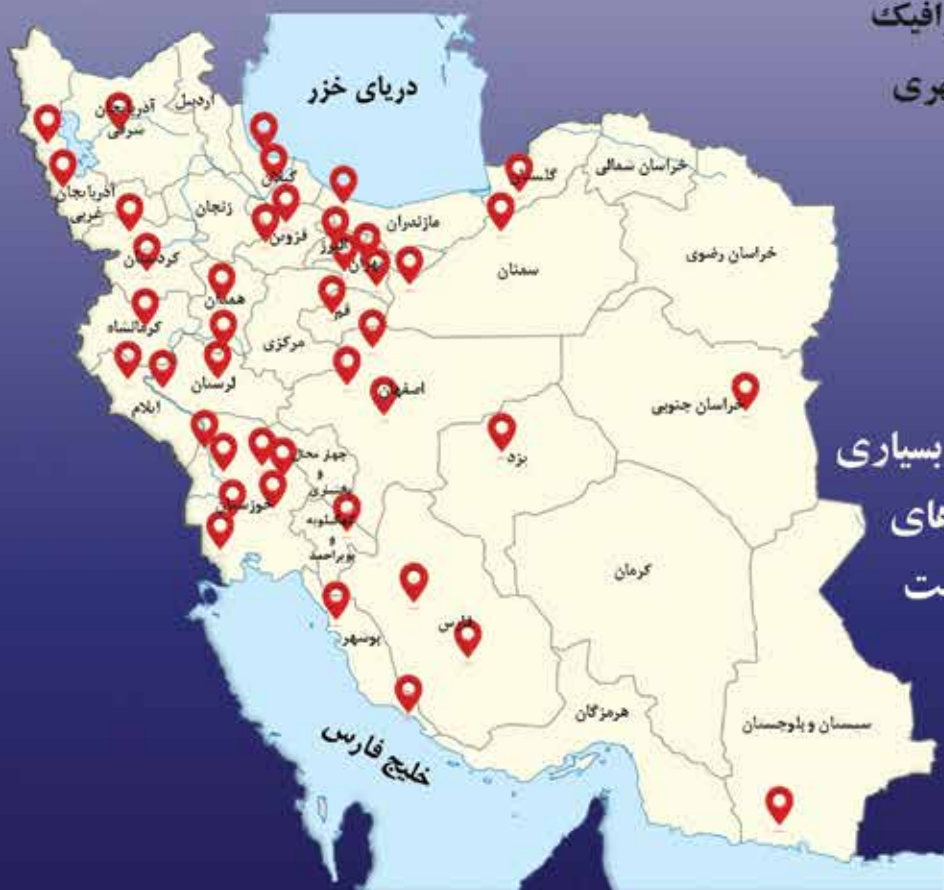 دریای خزر
آذربایجان
شرقی
اردبیل
گیلان
گلستان
خراسان شمالی
آذربایجان
غربی
زنجان
قزوین
البرز
مازندران
تهران
سمنان
خراسان رضوی
کردستان
همدان
قم
کرمانشاه
مرکزی
لرستان
ایلام
اصفهان
خراسان جنوبی
یزد
چهار محال
و
بختیاری
خوزستان
کهگیلویه
و
بویراحمد
بسیاری
های
کرمان
فارس
بوشهر
هرمزگان
سیستان و بلوچستان
خلیج فارس